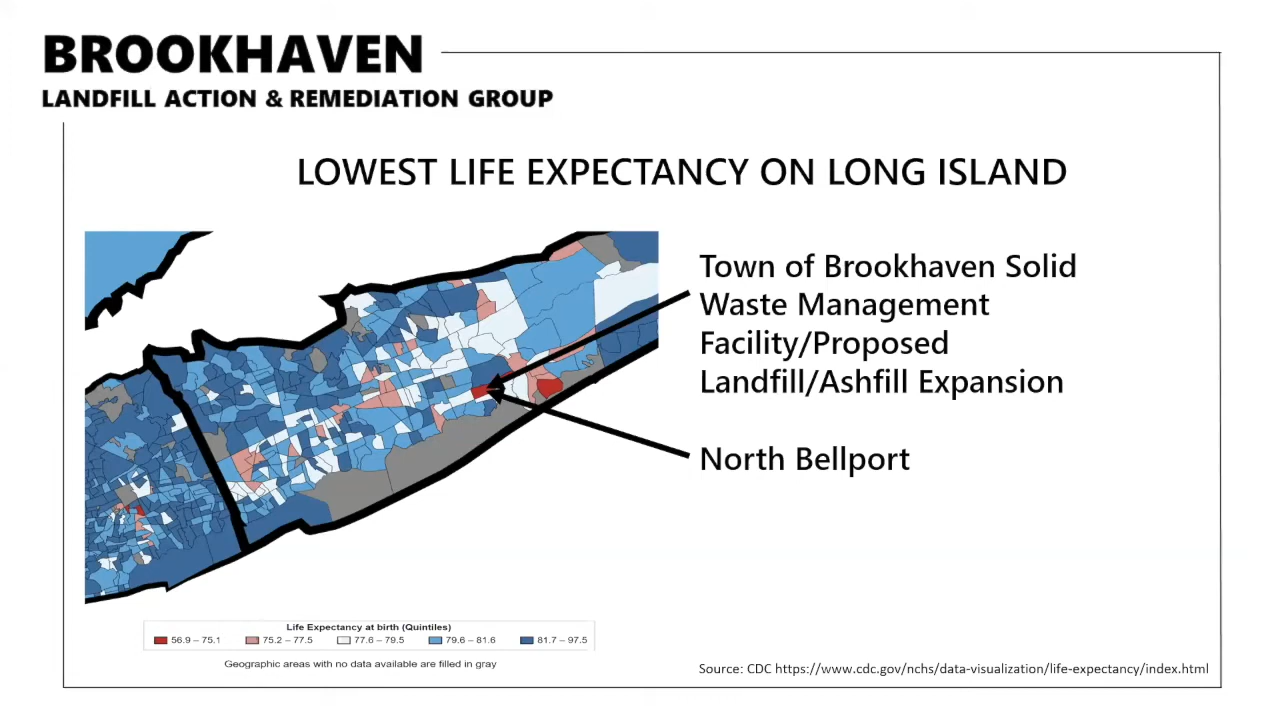 BROOKHAVEN
LANDFILL ACTION & REMEDIATION GROUP
LOWEST LIFE EXPECTANCY ON LONG ISLAND
Town of Brookhaven Solid
Waste Management
Facility/Proposed
Landfill/Ashfill Expansion
North Bellport
Life Expectancy at birth (Quintiles)
56.9 – 75.1 75.2 – 77.5 77.6 – 79.5 79.6 – 81.6 81.7 – 97.5
Geographic areas with no data available are filled in gray
Source: CDC https://www.cdc.gov/nchs/data-visualization/life-expectancy/index.html